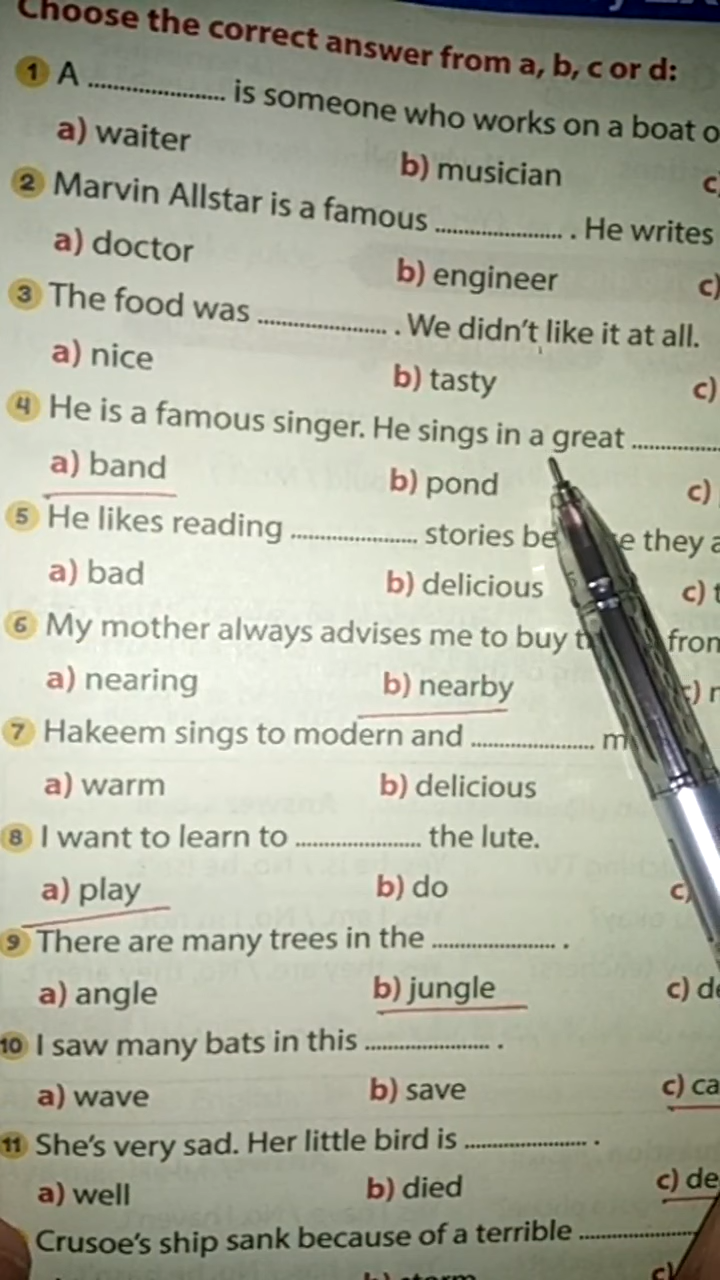 Choose the correct answer from a, b, c or d:
1 A .................... is someone who works on a boat o
a) waiter b) musician c)
2 Marvin Allstar is a famous .................... . He writes
a) doctor b) engineer c)
3 The food was .................... . We didn't like it at all.
a) nice b) tasty c)
4 He is a famous singer. He sings in a great ..............
a) band b) pond c)
5 He likes reading .................... stories be e they a
a) bad b) delicious c) t
6 My mother always advises me to buy t from
a) nearing b) nearby c) r
7 Hakeem sings to modern and .................... m
a) warm b) delicious
8 I want to learn to .................... the lute.
a) play b) do c)
9 There are many trees in the .................... .
a) angle b) jungle c) de
10 I saw many bats in this .................... .
a) wave b) save c) ca
11 She's very sad. Her little bird is .................... .
a) well b) died c) de
Crusoe's ship sank because of a terrible ....................
c)